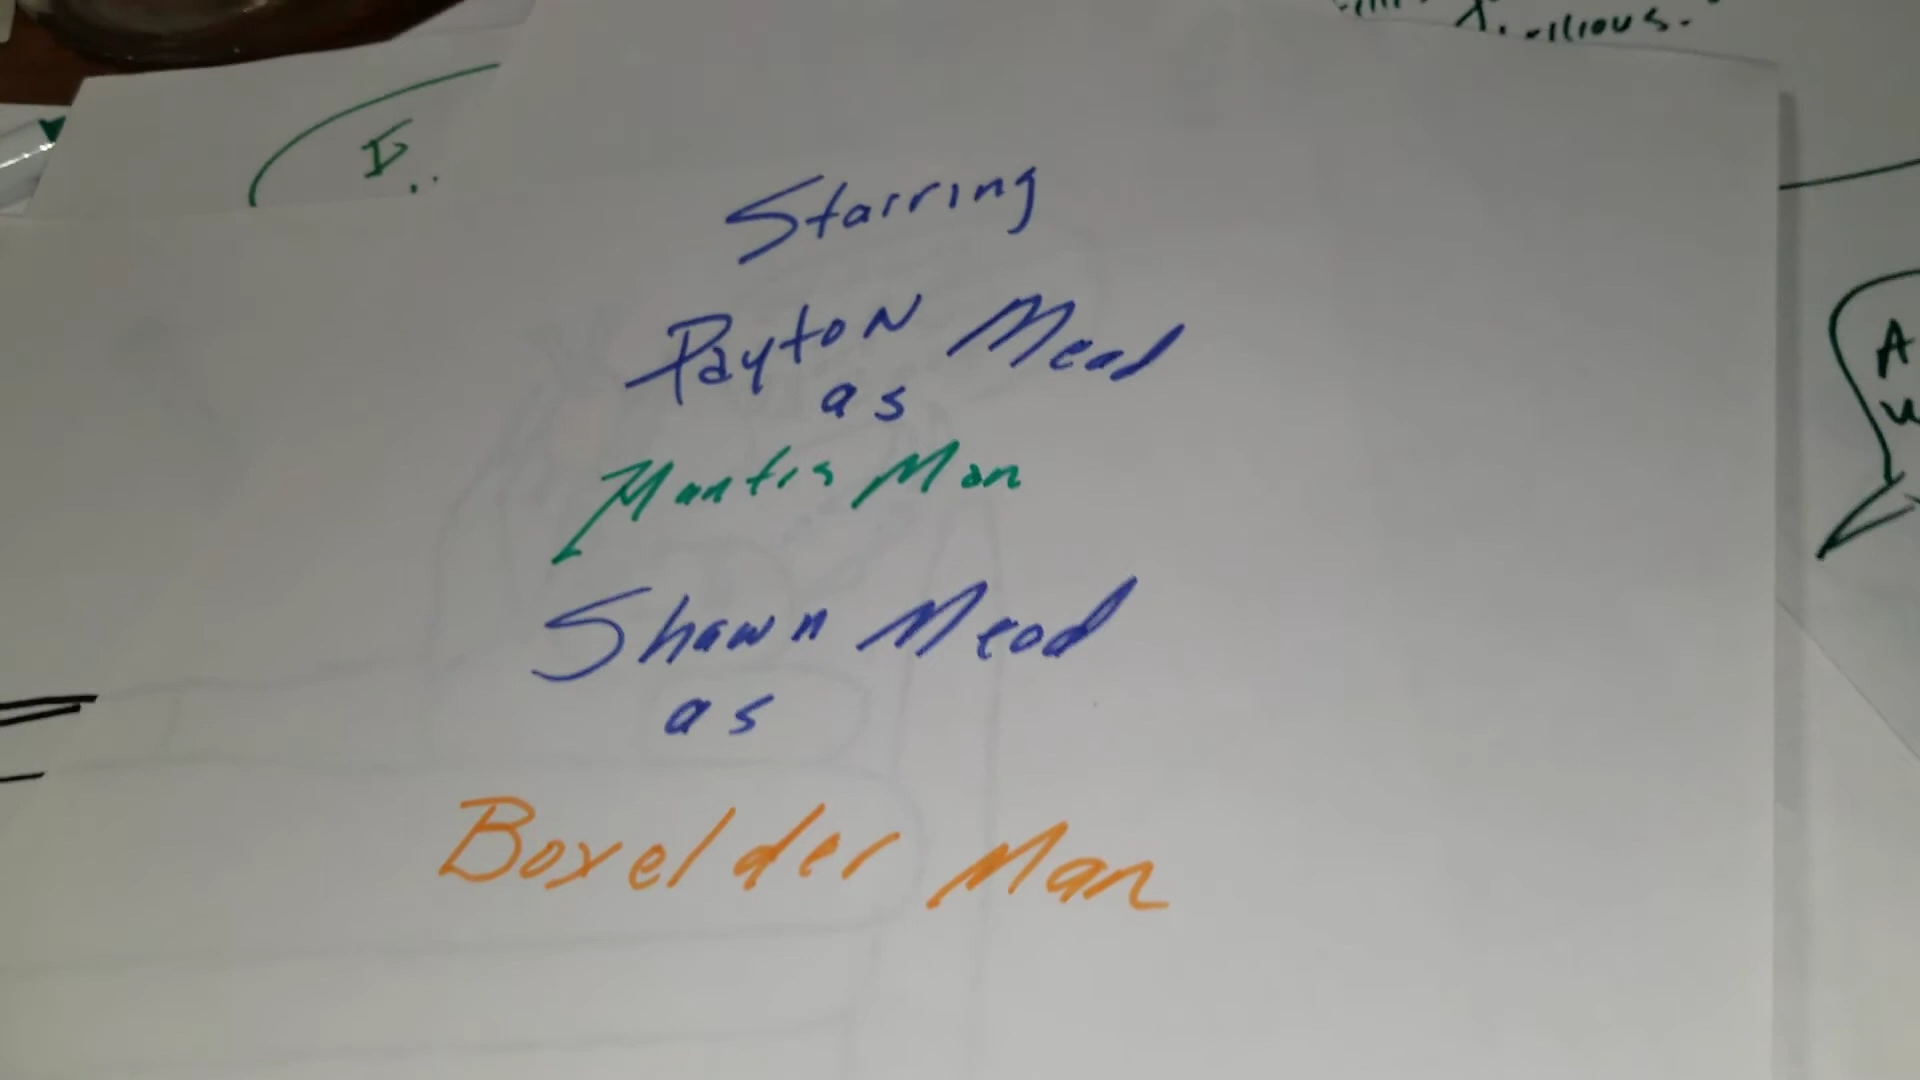 I..
Starring
Payton Mead
as
Mantis Man
Shawn Mead
as
Boxelder Man
A